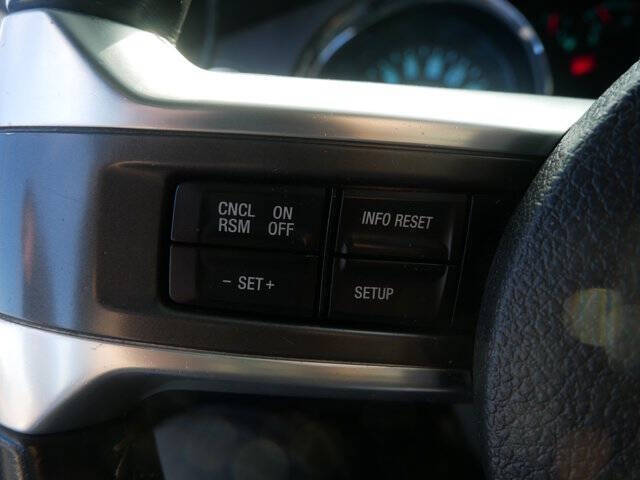 CNCL ON
RSM OFF
INFO RESET
- SET +
SETUP